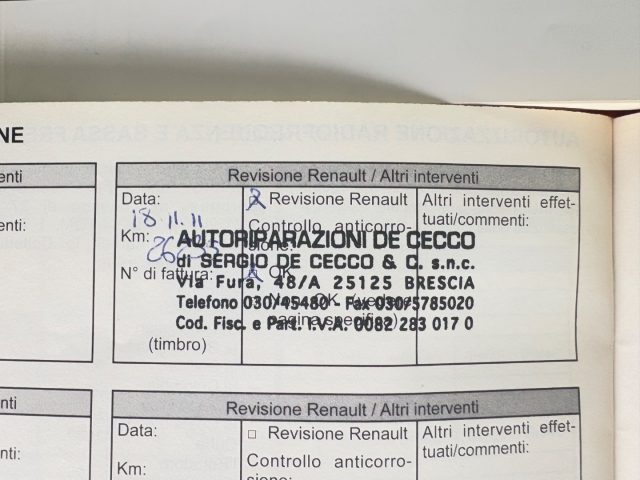 NE
enti
enti:
Revisione Renault / Altri interventi
Data:
18.11.11
Km:
N° di fattura:
(timbro)
Revisione Renault
Controllo anticorro-
sione:
OK
Altri interventi effet-
tuati/commenti:
AUTORIPARAZIONI DE CECCO
di SERGIO DE CECCO & C. s.n.c.
Via Fura, 48/A 25125 BRESCIA
Telefono 030/45480 - Fax 030/5785020
Cod. Fisc. e Part. I.V.A. 0082 283 017 0
nti
nti:
Revisione Renault / Altri interventi
Data:
Km:
□ Revisione Renault
Controllo anticorro-
sione:
Altri interventi effet-
tuati/commenti: